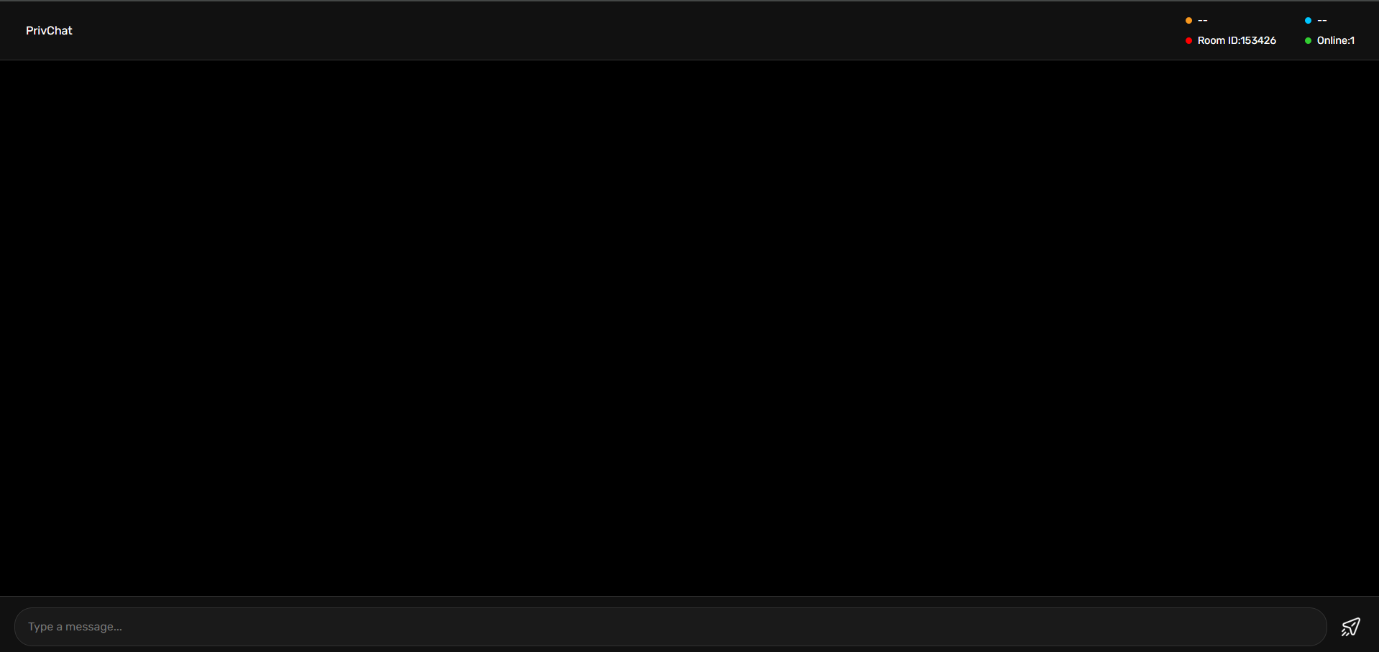 PrivChat
-- --
Room ID:153426 Online:1
Type a message...